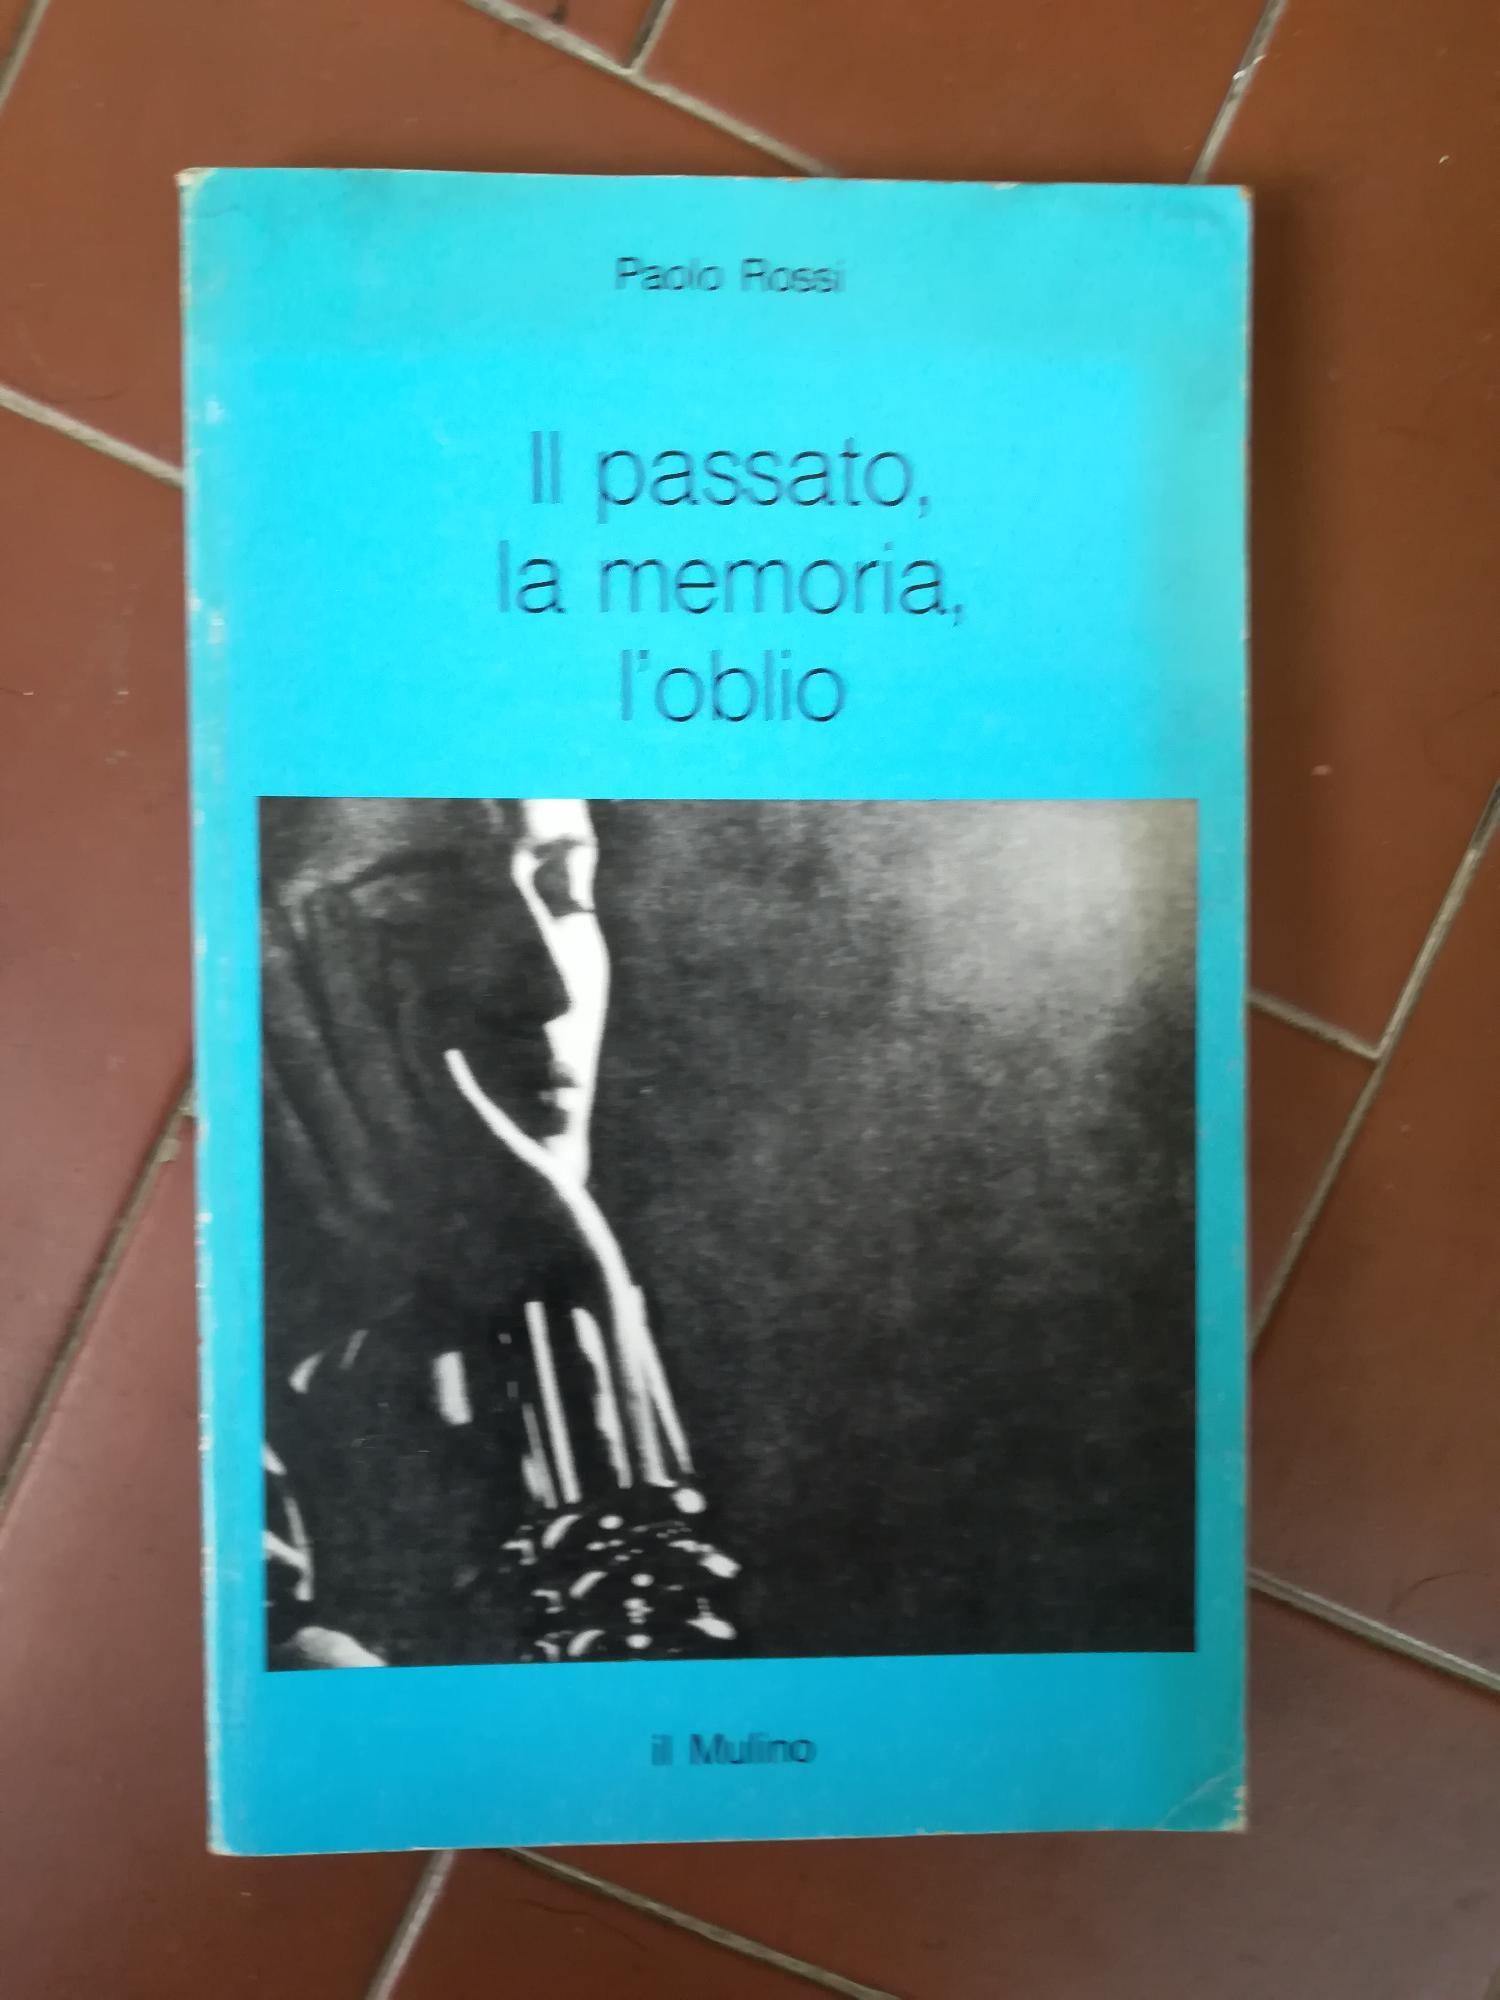 Paolo Rossi
Il passato,
la memoria,
l'oblio
il Mulino